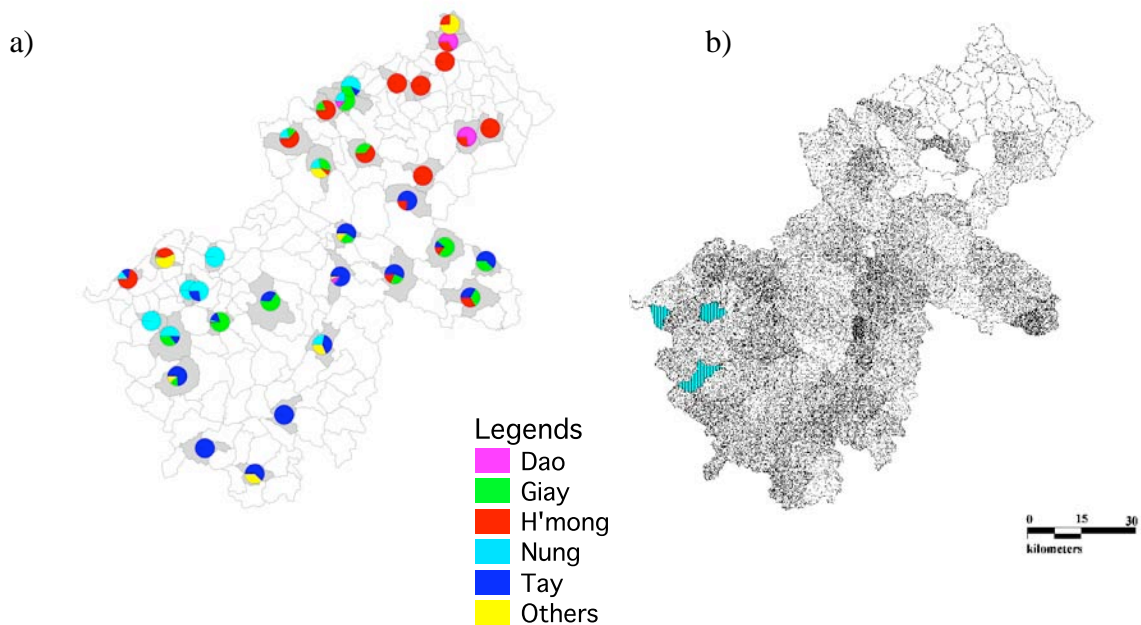 a)
b)
Legends
Dao
Giay
H'mong
Nung
Tay
Others
0 15 30
kilometers